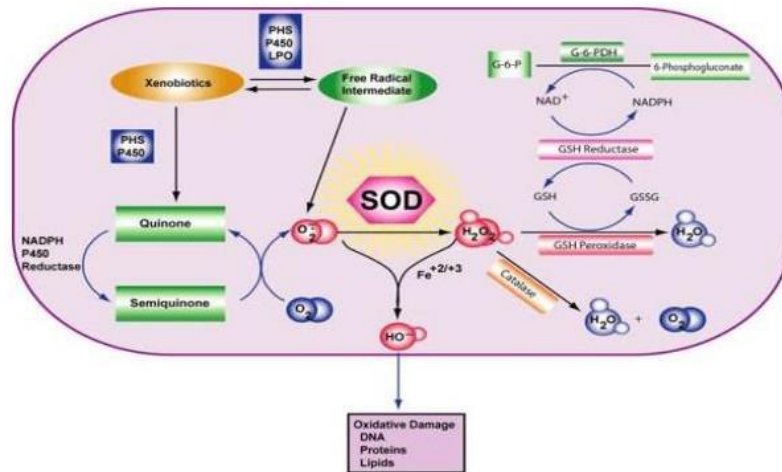 PHS
P450
LPO
Xenobiotics
Free Radical
Intermediate
G-6-P
G-6-PDH
6-Phosphogluconate
NAD+
NADPH
PHS
P450
GSH Reductase
SOD
GSH
GSSG
Quinone
O2·-
H2O2
GSH Peroxidase
H2O
NADPH
P450
Reductase
Fe+2/+3
Catalase
Semiquinone
O2
H2O + O2
HO-
Oxidative Damage
DNA
Proteins
Lipids